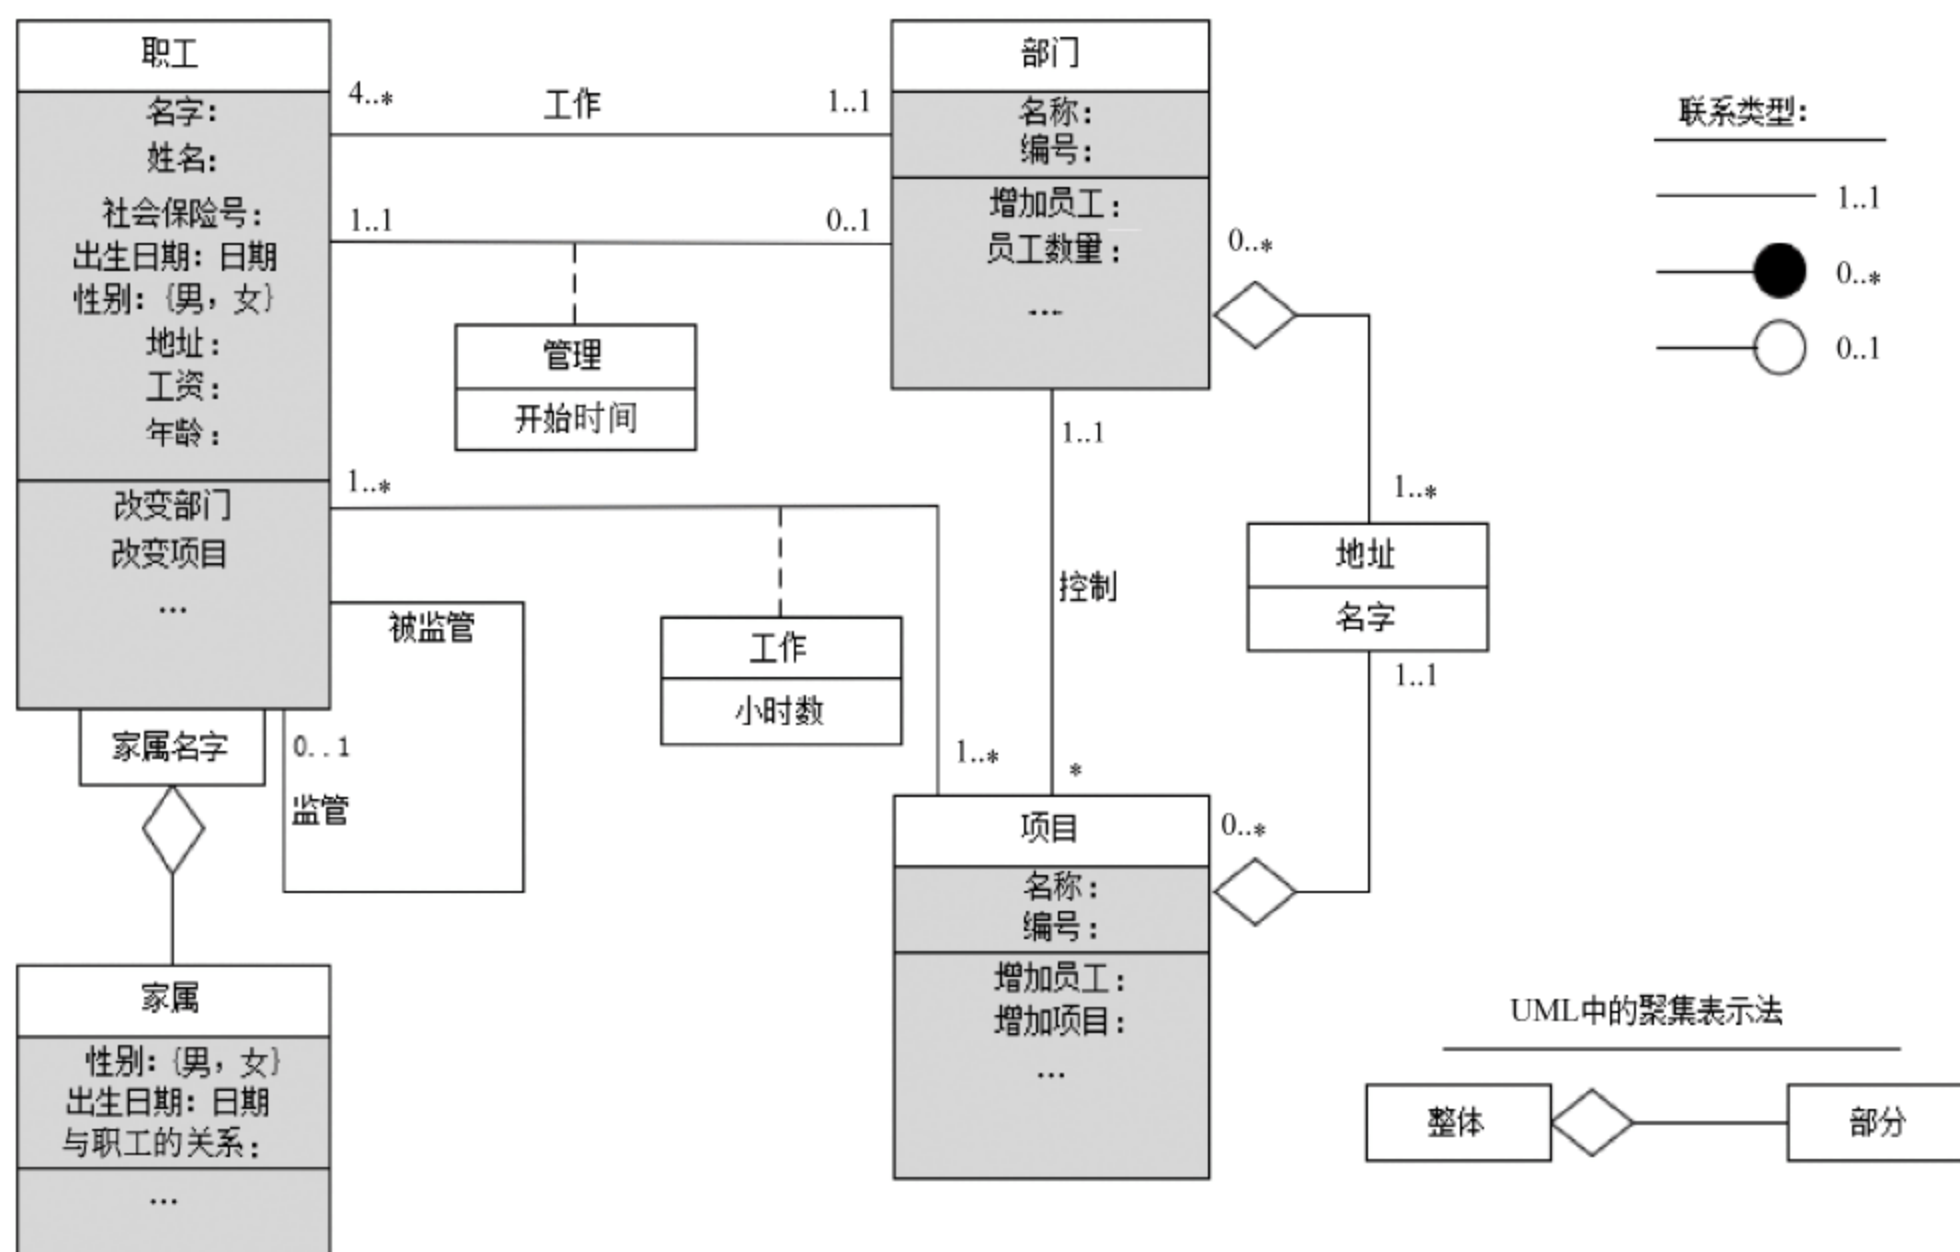 职工
名字：
姓名：
社会保险号：
出生日期：日期
性别：{男，女}
地址：
工资：
年龄：
改变部门
改变项目
...
4..*
工作
1..1
1..1
0..1
管理
开始时间
部门
名称：
编号：
增加员工：
员工数量：
...
0..*
联系类型：
1..1
0..*
0..1
1..1
控制
*
1..*
地址
名字
1..1
1..*
工作
小时数
1..*
被监管
0..1
监管
家属名字
家属
性别：{男，女}
出生日期：日期
与职工的关系：
...
项目
名称：
编号：
增加员工：
增加项目：
...
0..*
UML中的聚集表示法
整体
部分